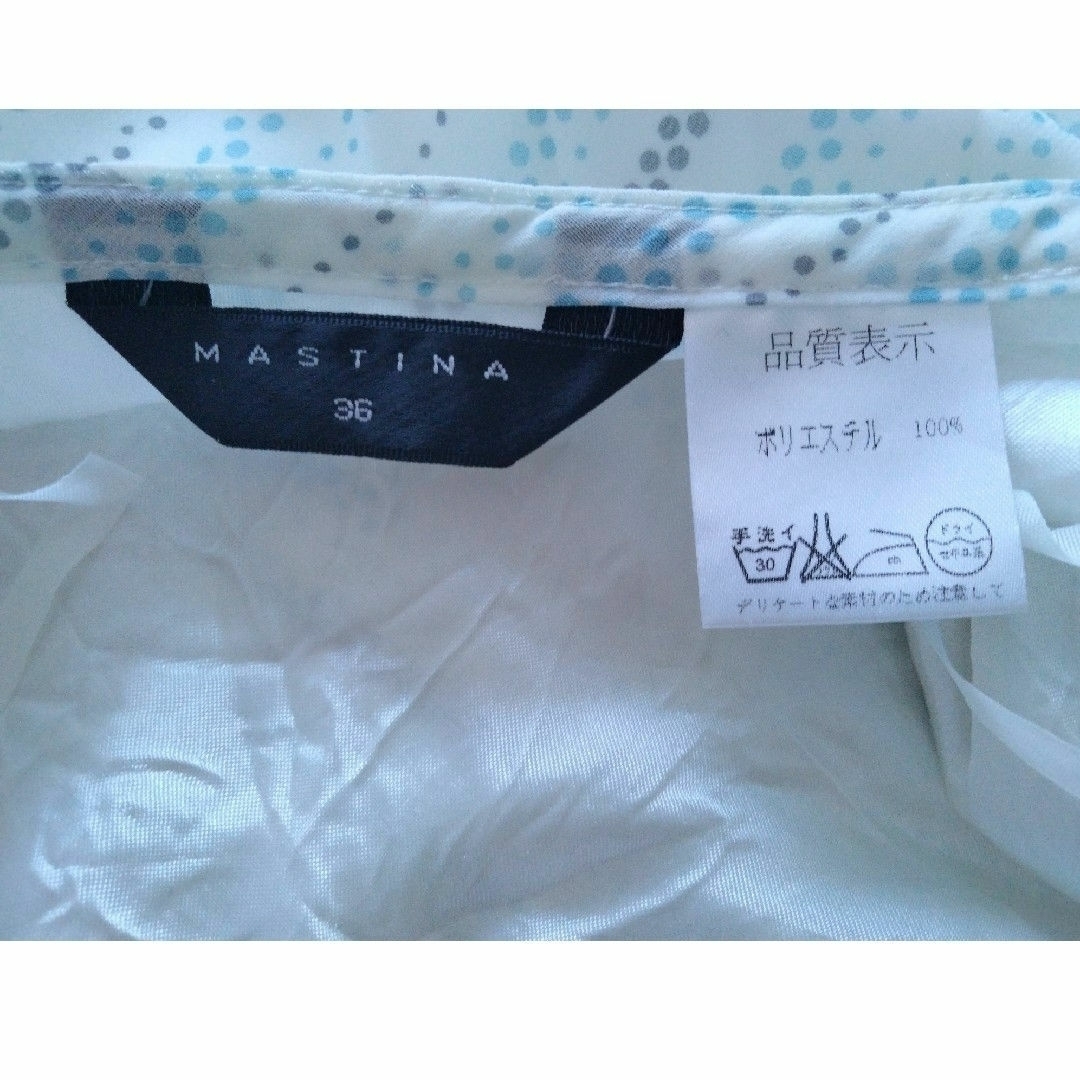 MASTINA
36
品質表示
ポリエステル 100%
手洗イ
30
中
ドライ
セキユ系
デリケートな素材のため注意して